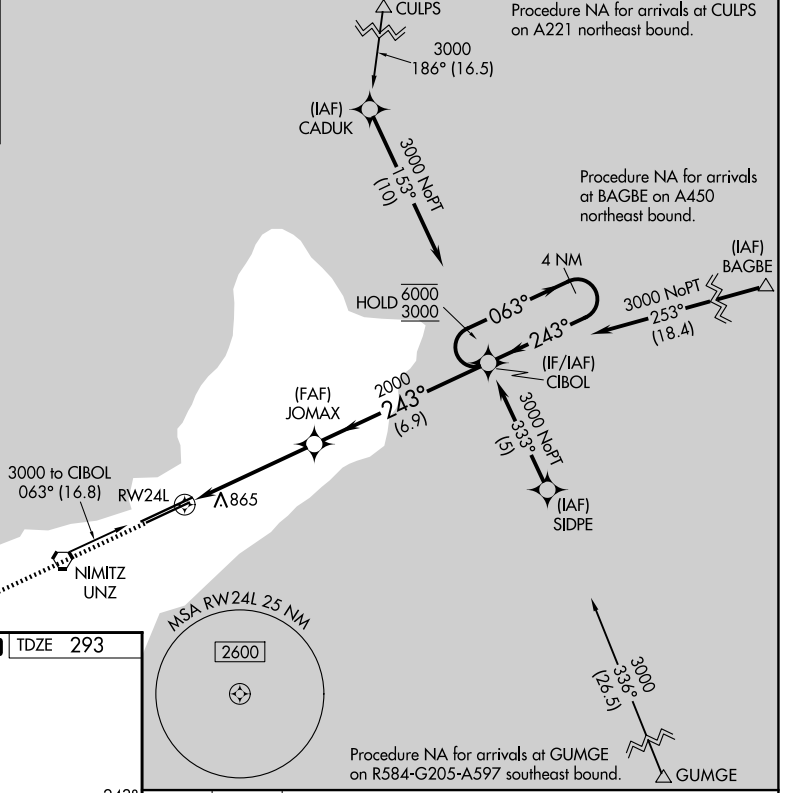 CULPS
Procedure NA for arrivals at CULPS
on A221 northeast bound.
3000
186° (16.5)
(IAF)
CADUK
3000 NoPT
153°
(10)
Procedure NA for arrivals
at BAGBE on A450
northeast bound.
(IAF)
BAGBE
4 NM
HOLD 6000
3000
063°
243°
3000 NoPT
253°
(18.4)
(IF/IAF)
CIBOL
2000
243°
(6.9)
(FAF)
JOMAX
3000 NoPT
333°
(5)
3000 to CIBOL
063° (16.8)
RW24L
865
(IAF)
SIDPE
NIMITZ
UNZ
MSA RW24L 25 NM
2600
TDZE 293
3000
336°
(26.5)
Procedure NA for arrivals at GUMGE
on R584-G205-A597 southeast bound.
GUMGE